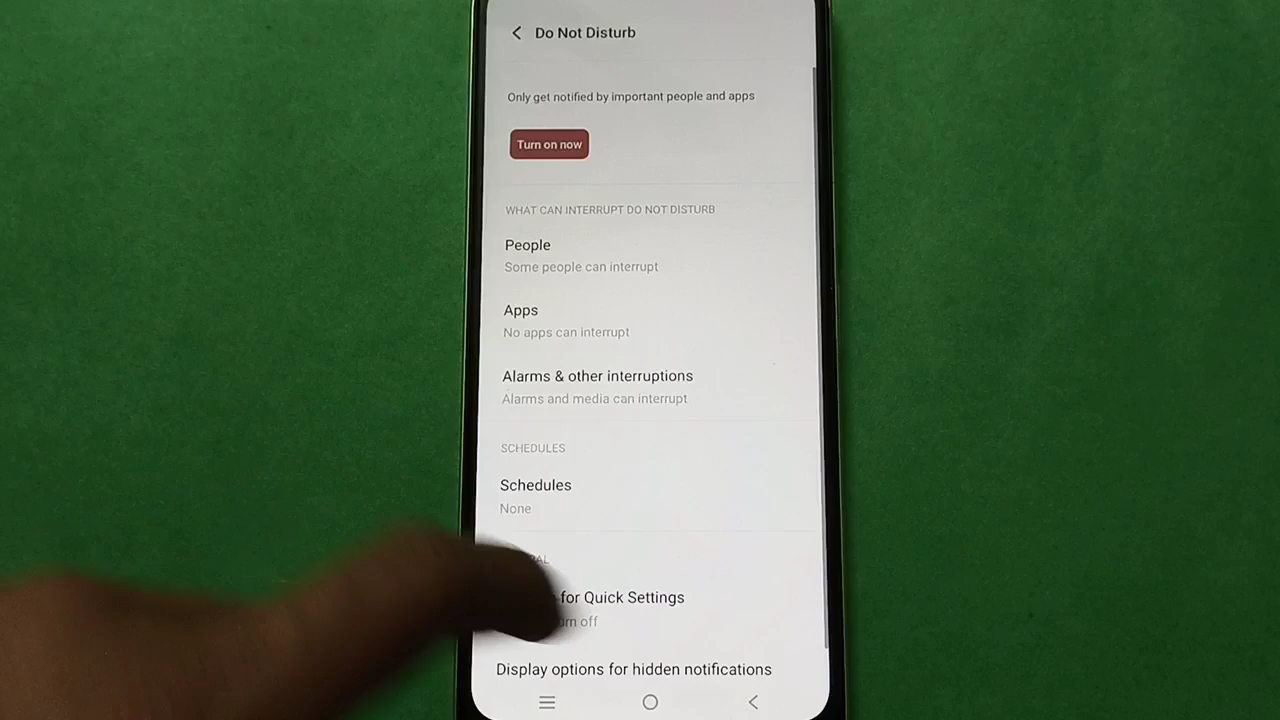 Do Not Disturb
Only get notified by important people and apps
Turn on now
WHAT CAN INTERRUPT DO NOT DISTURB
People
Some people can interrupt
Apps
No apps can interrupt
Alarms & other interruptions
Alarms and media can interrupt
SCHEDULES
Schedules
None
for Quick Settings
off
Display options for hidden notifications